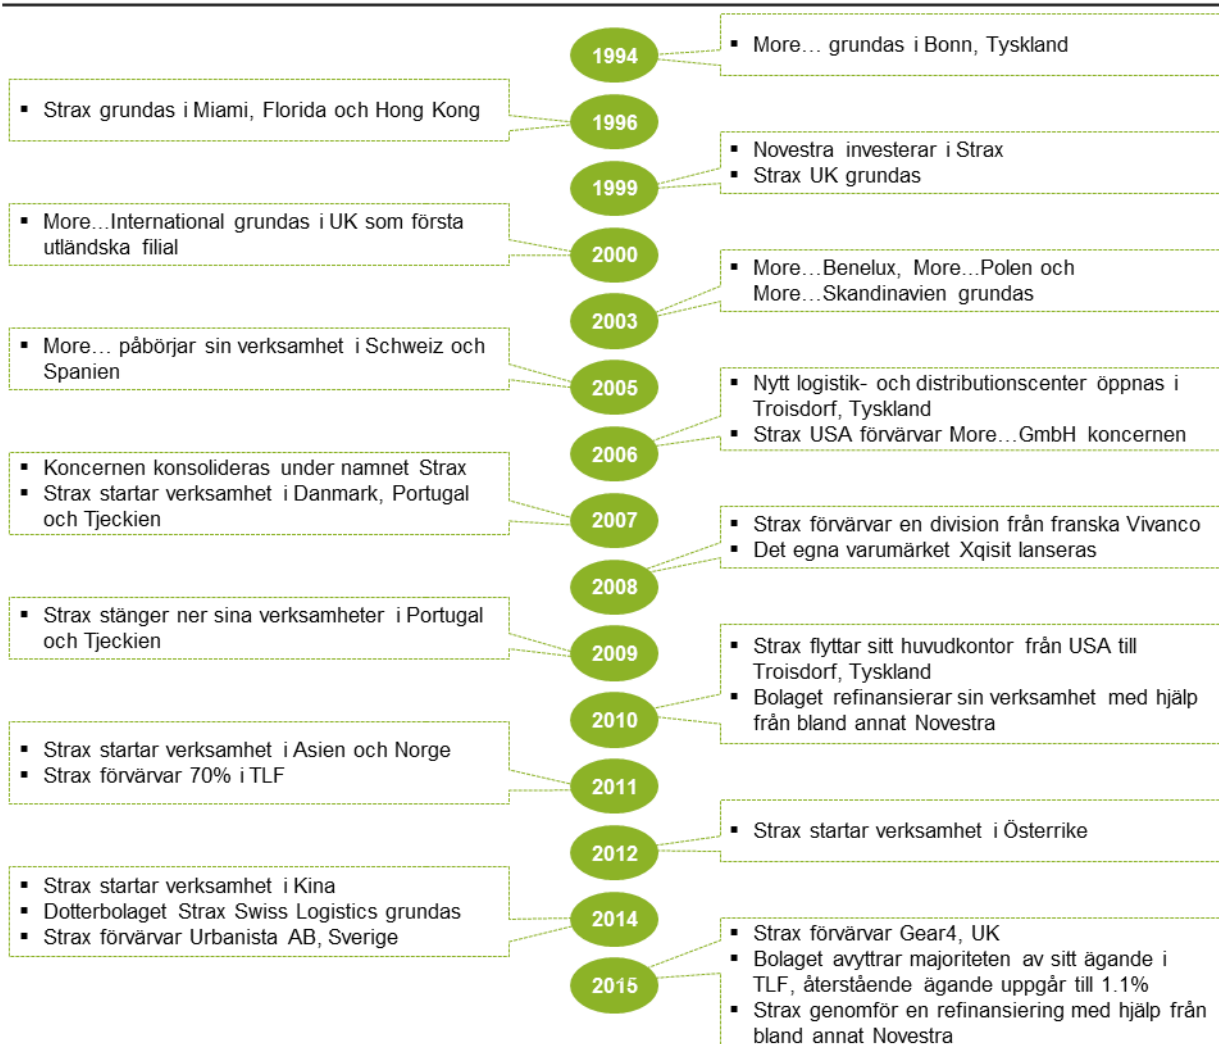 1994
▪ More... grundas i Bonn, Tyskland
▪ Strax grundas i Miami, Florida och Hong Kong
1996
▪ Novestra investerar i Strax
▪ Strax UK grundas
1999
▪ More...International grundas i UK som första
utländska filial
2000
▪ More...Benelux, More...Polen och
More...Skandinavien grundas
2003
▪ More... påbörjar sin verksamhet i Schweiz och
Spanien
2005
▪ Nytt logistik- och distributionscenter öppnas i
Troisdorf, Tyskland
▪ Strax USA förvärvar More...GmbH koncernen
2006
▪ Koncernen konsolideras under namnet Strax
▪ Strax startar verksamhet i Danmark, Portugal
och Tjeckien
2007
▪ Strax förvärvar en division från franska Vivanco
▪ Det egna varumärket Xqisit lanseras
2008
▪ Strax stänger ner sina verksamheter i Portugal
och Tjeckien
2009
▪ Strax flyttar sitt huvudkontor från USA till
Troisdorf, Tyskland
▪ Bolaget refinansierar sin verksamhet med hjälp
från bland annat Novestra
2010
▪ Strax startar verksamhet i Asien och Norge
▪ Strax förvärvar 70% i TLF
2011
▪ Strax startar verksamhet i Österrike
2012
▪ Strax startar verksamhet i Kina
▪ Dotterbolaget Strax Swiss Logistics grundas
▪ Strax förvärvar Urbanista AB, Sverige
2014
▪ Strax förvärvar Gear4, UK
▪ Bolaget avyttrar majoriteten av sitt ägande i
TLF, återstående ägande uppgår till 1.1%
▪ Strax genomför en refinansiering med hjälp från
bland annat Novestra
2015